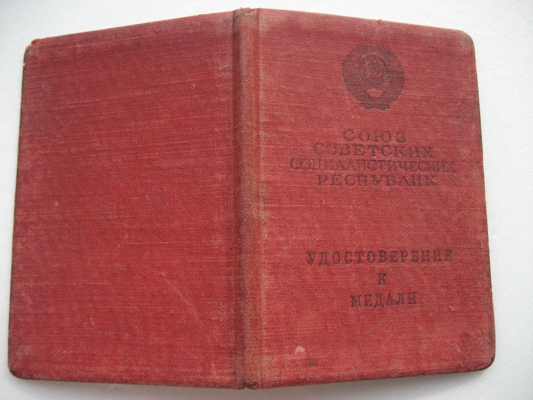 СОЮЗ
СОВЕТСКИХ
СОЦИАЛИСТИЧЕСКИХ
РЕСПУБЛИК
УДОСТОВЕРЕНИЕ
К
МЕДАЛИ